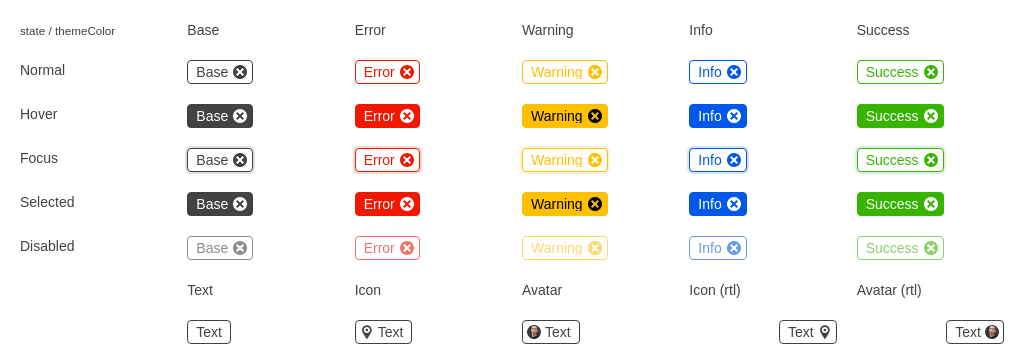 state / themeColor Base Error Warning Info Success
Normal Base Error Warning Info Success
Hover Base Error Warning Info Success
Focus Base Error Warning Info Success
Selected Base Error Warning Info Success
Disabled Base Error Warning Info Success
Text Icon Avatar Icon (rtl) Avatar (rtl)
Text Text Text Text Text